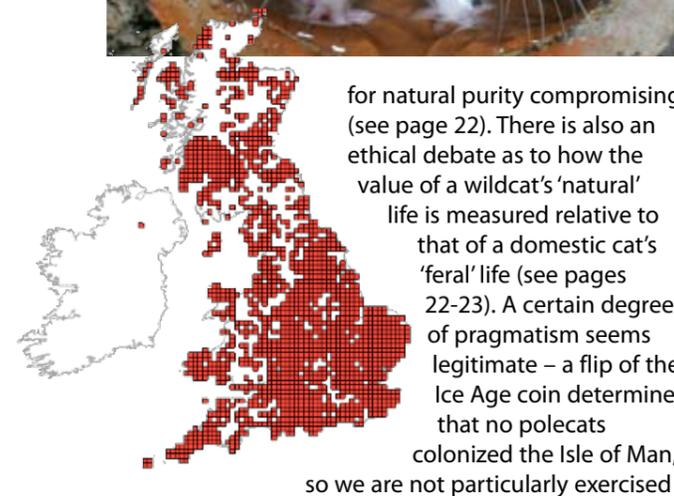 for natural purity compromising
(see page 22). There is also an
ethical debate as to how the
value of a wildcat’s ‘natural’
life is measured relative to
that of a domestic cat’s
‘feral’ life (see pages
22-23). A certain degree
of pragmatism seems
legitimate – a flip of the
Ice Age coin determine
that no polecats
colonized the Isle of Man,
so we are not particularly exercised